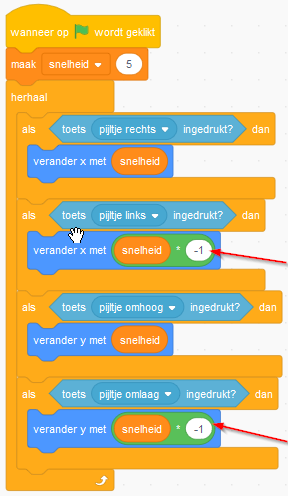 wanneer op wordt geklikt
maak snelheid 5
herhaal
als toets pijltje rechts ingedrukt? dan
verander x met snelheid
als toets pijltje links ingedrukt? dan
verander x met snelheid * -1
als toets pijltje omhoog ingedrukt? dan
verander y met snelheid
als toets pijltje omlaag ingedrukt? dan
verander y met snelheid * -1